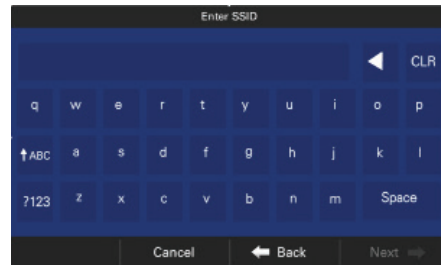 Enter SSID
CLR
q w e r t y u i o p
ABC a s d f g h j k l
?123 z x c v b n m Space
Cancel Back Next